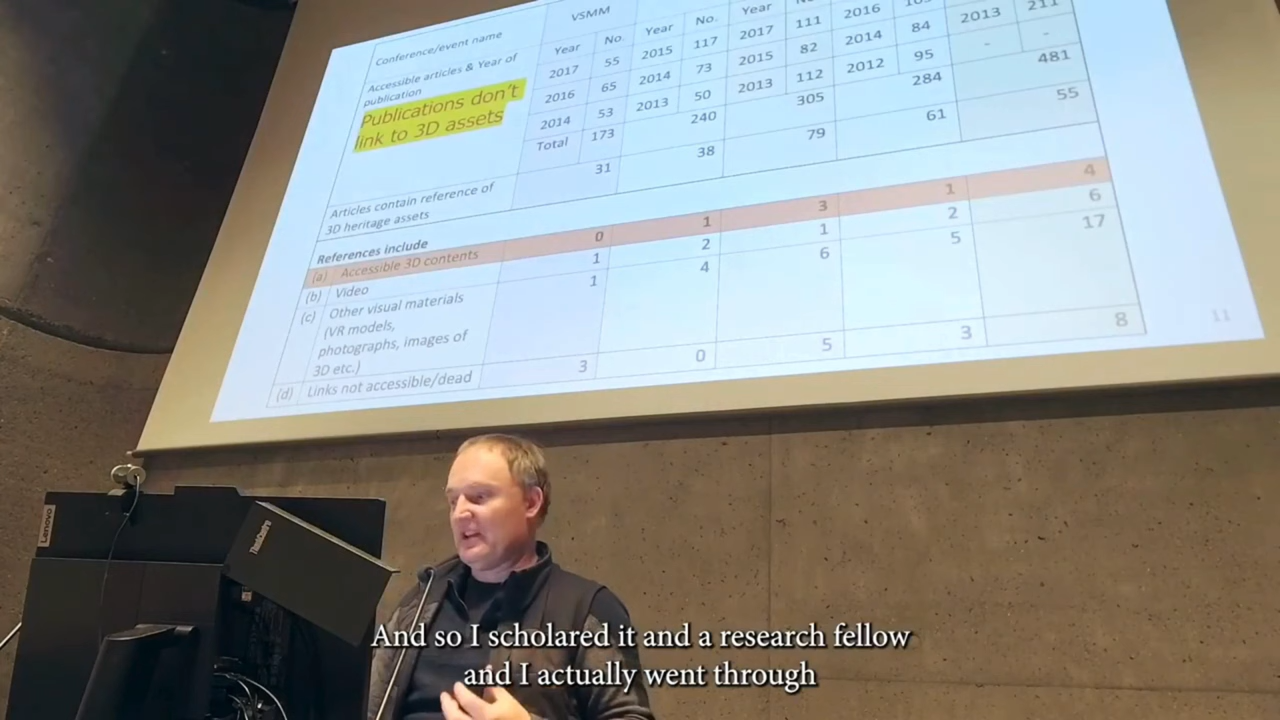 Conference/event name VSMM
Accessible articles & Year of
publication
Year No. Year No. Year
2017 55 2015 117 2017 111 2016 2013 211
2016 65 2014 73 2015 82 2014 84 - -
2014 53 2013 50 2013 112 2012 95
Total 173 240 305 284 481
Publications don't
link to 3D assets
Articles contain reference of
3D heritage assets
31 38 79 61 55
References include
(a) Accessible 3D contents 0 1 3 1 4
(b) Video 1 2 1 2 6
(c) Other visual materials 1 4 6 5 17
(VR models,
photographs, images of
3D etc.)
(d) Links not accessible/dead 3 0 5 3 8
11
Lenovo
ThinkCentre
And so I scholared it and a research fellow
and I actually went through